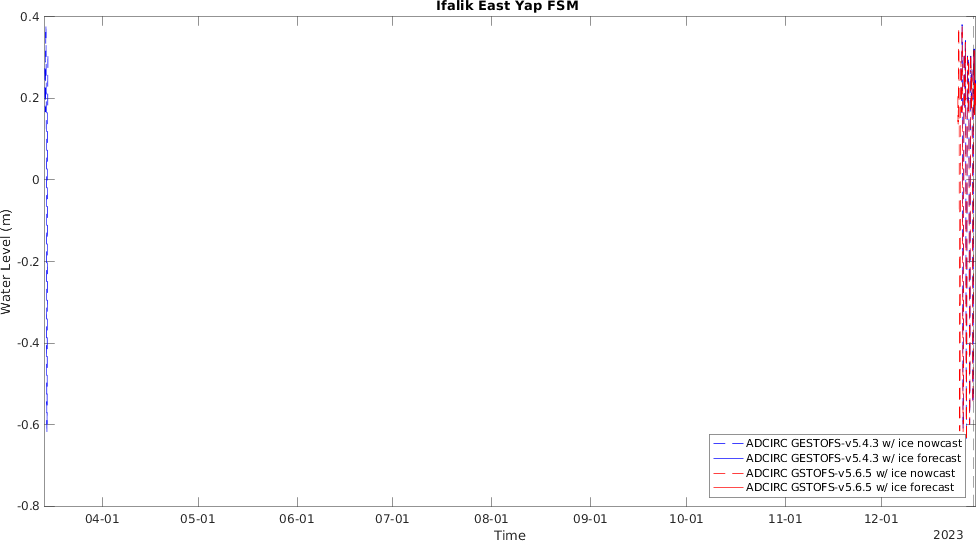 Ifalik East Yap FSM
0.4
0.2
0
-0.2
-0.4
-0.6
-0.8
Water Level (m)
ADCIRC GESTOFS-v5.4.3 w/ ice nowcast
ADCIRC GESTOFS-v5.4.3 w/ ice forecast
ADCIRC GSTOFS-v5.6.5 w/ ice nowcast
ADCIRC GSTOFS-v5.6.5 w/ ice forecast
04-01 05-01 06-01 07-01 08-01 09-01 10-01 11-01 12-01
Time
2023